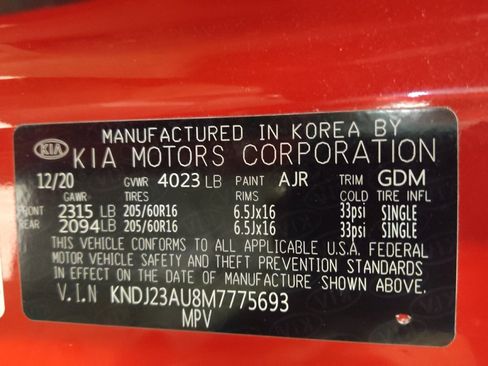 MANUFACTURED IN KOREA BY
KIA KIA MOTORS CORPORATION
12/20 GVWR 4023 LB PAINT AJR TRIM GDM
GAWR TIRES RIMS COLD TIRE INFL
FRONT 2315 LB 205/60R16 6.5Jx16 33psi SINGLE
REAR 2094 LB 205/60R16 6.5Jx16 33psi SINGLE
THIS VEHICLE CONFORMS TO ALL APPLICABLE U.S.A. FEDERAL
MOTOR VEHICLE SAFETY AND THEFT PREVENTION STANDARDS
IN EFFECT ON THE DATE OF MANUFACTURE SHOWN ABOVE.
V.I.N KNDJ23AU8M7775693
MPV